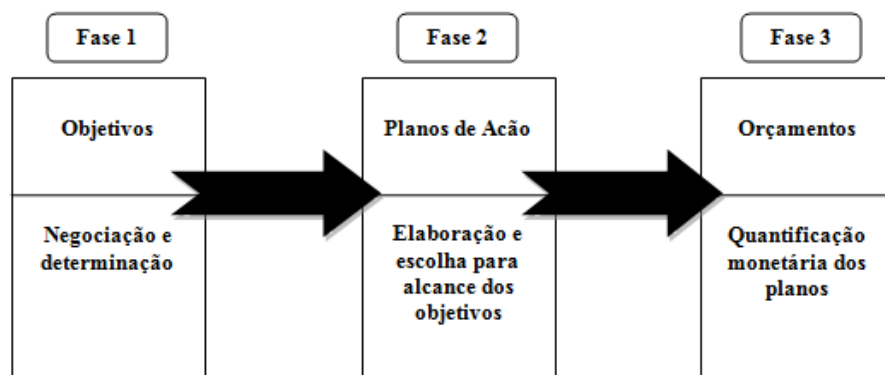 Fase 1
Fase 2
Fase 3
Objetivos
Planos de Acão
Orçamentos
Negociação e
determinação
Elaboração e
escolha para
alcance dos
objetivos
Quantificação
monetária dos
planos